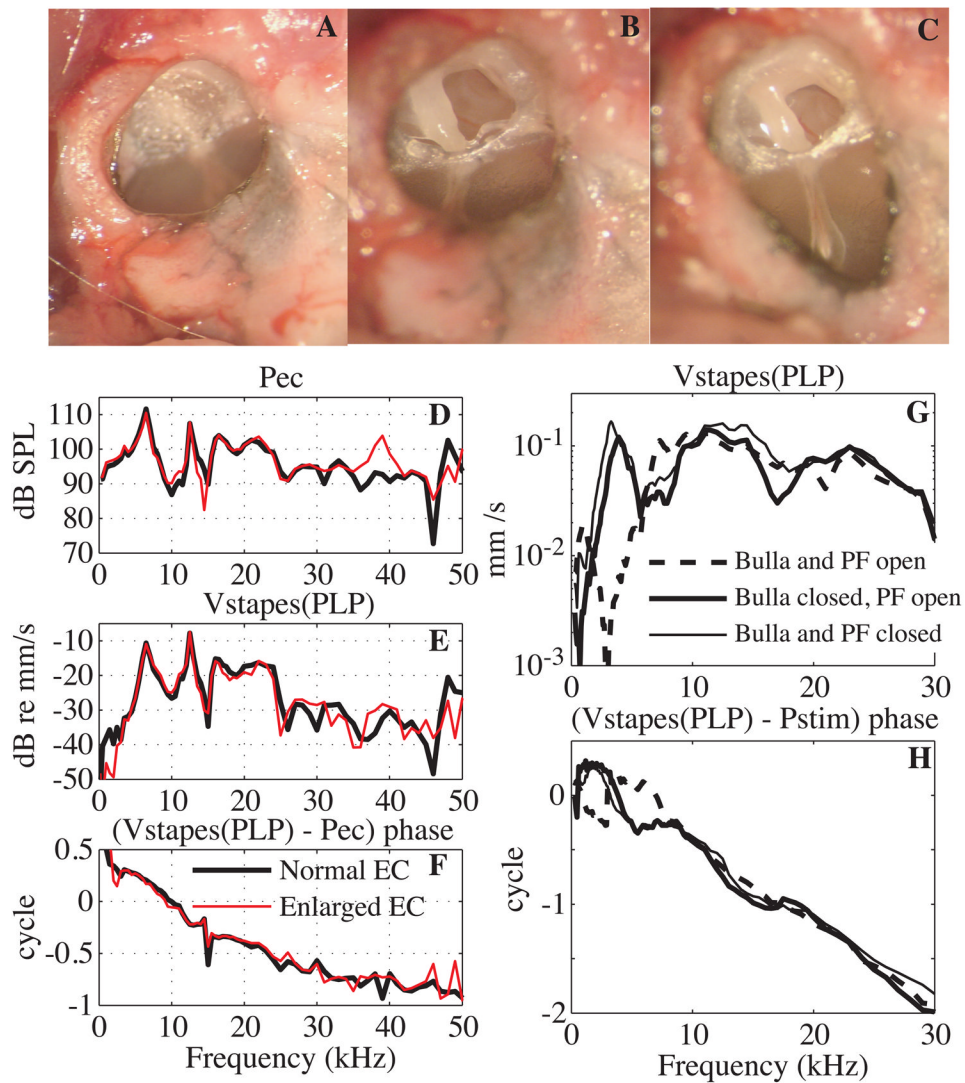 A
B
C
Pec
D
dB SPL
110
100
90
80
70
0 10 20 30 40 50
Vstapes(PLP)
E
dB re mm/s
-10
-20
-30
-40
-50
0 10 20 30 40 50
(Vstapes(PLP) - Pec) phase
F
cycle
0.5
0
-0.5
-1
Normal EC
Enlarged EC
0 10 20 30 40 50
Frequency (kHz)
Vstapes(PLP)
G
mm /s
10-1
10-2
10-3
Bulla and PF open
Bulla closed, PF open
Bulla and PF closed
0 10 20 30
(Vstapes(PLP) - Pstim) phase
H
cycle
0
-1
-2
0 10 20 30
Frequency (kHz)